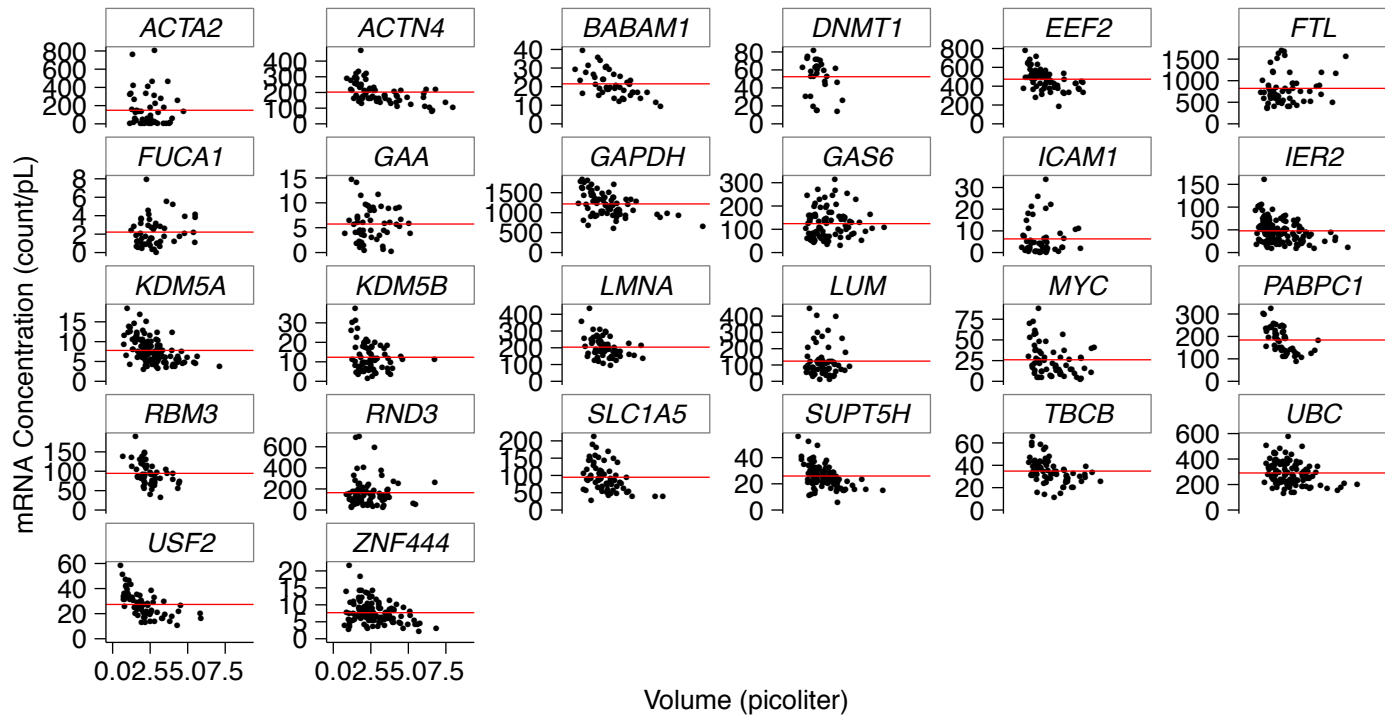 mRNA Concentration (count/pL)
ACTA2 ACTN4 BABAM1 DNMT1 EEF2 FTL
800 600 400 200 0
400 300 200 100 0
40 30 20 10 0
80 60 40 20 0
800 600 400 200 0
1500 1000 500 0
FUCA1 GAA GAPDH GAS6 ICAM1 IER2
8 6 4 2 0
15 10 5 0
1500 1000 500 0
300 200 100 0
30 20 10 0
150 100 50 0
KDM5A KDM5B LMNA LUM MYC PABPC1
15 10 5 0
30 20 10 0
400 300 200 100 0
400 300 200 100 0
75 50 25 0
300 200 100 0
RBM3 RND3 SLC1A5 SUPT5H TBCB UBC
150 100 50 0
600 400 200 0
200 150 100 50 0
40 20 0
60 40 20 0
600 400 200 0
USF2 ZNF444
60 40 20 0
20 15 10 5 0
0.02.55.07.5 0.02.55.07.5
Volume (picoliter)